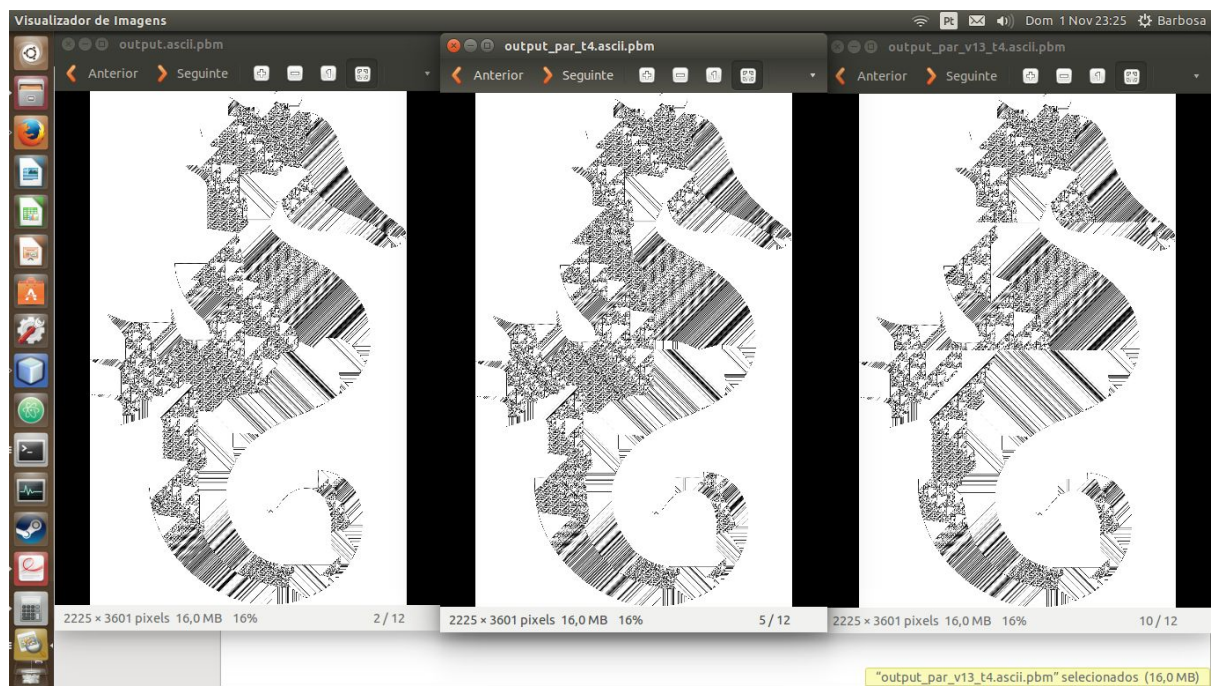 Visualizador de Imagens
Pt
Dom 1 Nov 23:25
Barbosa
output.ascii.pbm
Anterior
Seguinte
2225 × 3601 pixels 16,0 MB 16%
2 / 12
output_par_t4.ascii.pbm
Anterior
Seguinte
2225 × 3601 pixels 16,0 MB 16%
5 / 12
output_par_v13_t4.ascii.pbm
Anterior
Seguinte
2225 × 3601 pixels 16,0 MB 16%
10 / 12
"output_par_v13_t4.ascii.pbm" selecionados (16,0 MB)